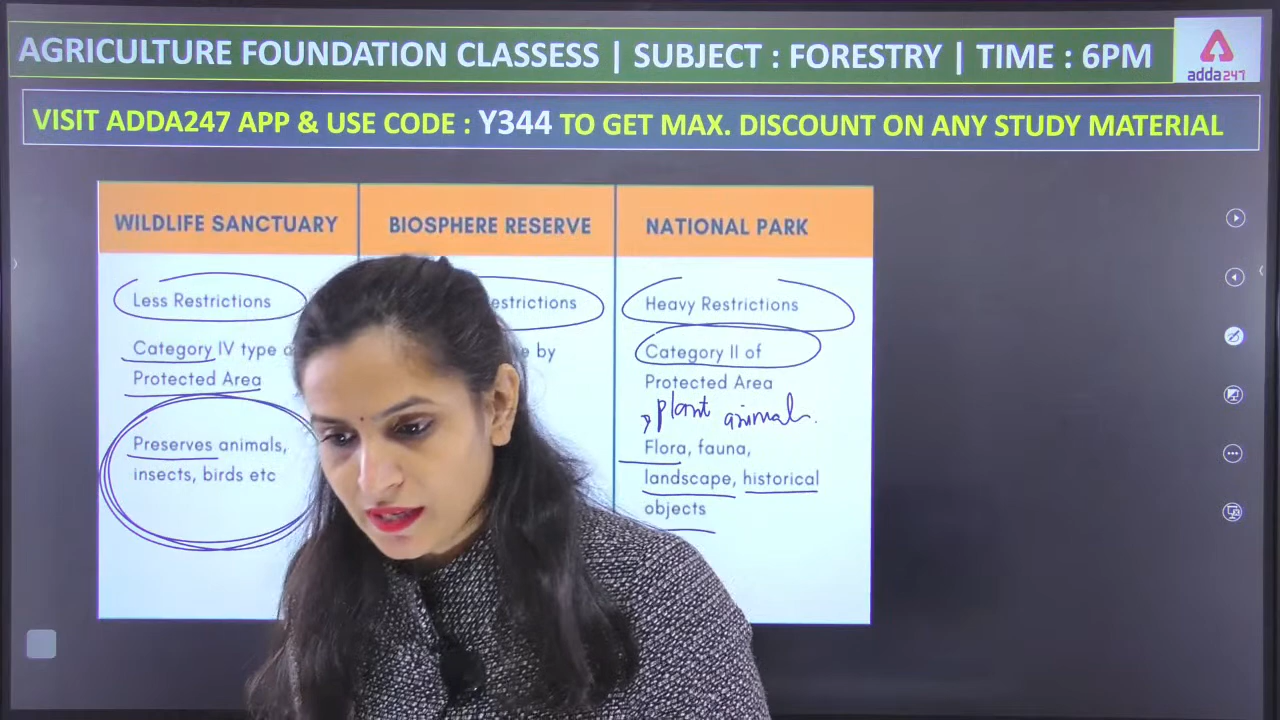 AGRICULTURE FOUNDATION CLASSESS | SUBJECT : FORESTRY | TIME : 6PM
adda247
VISIT ADDA247 APP & USE CODE : Y344 TO GET MAX. DISCOUNT ON ANY STUDY MATERIAL
WILDLIFE SANCTUARY
Less Restrictions
Category IV type
Protected Area
Preserves animals,
insects, birds etc
BIOSPHERE RESERVE
by
NATIONAL PARK
Heavy Restrictions
Category II of
Protected Area
plant animal
Flora, fauna,
landscape, historical
objects